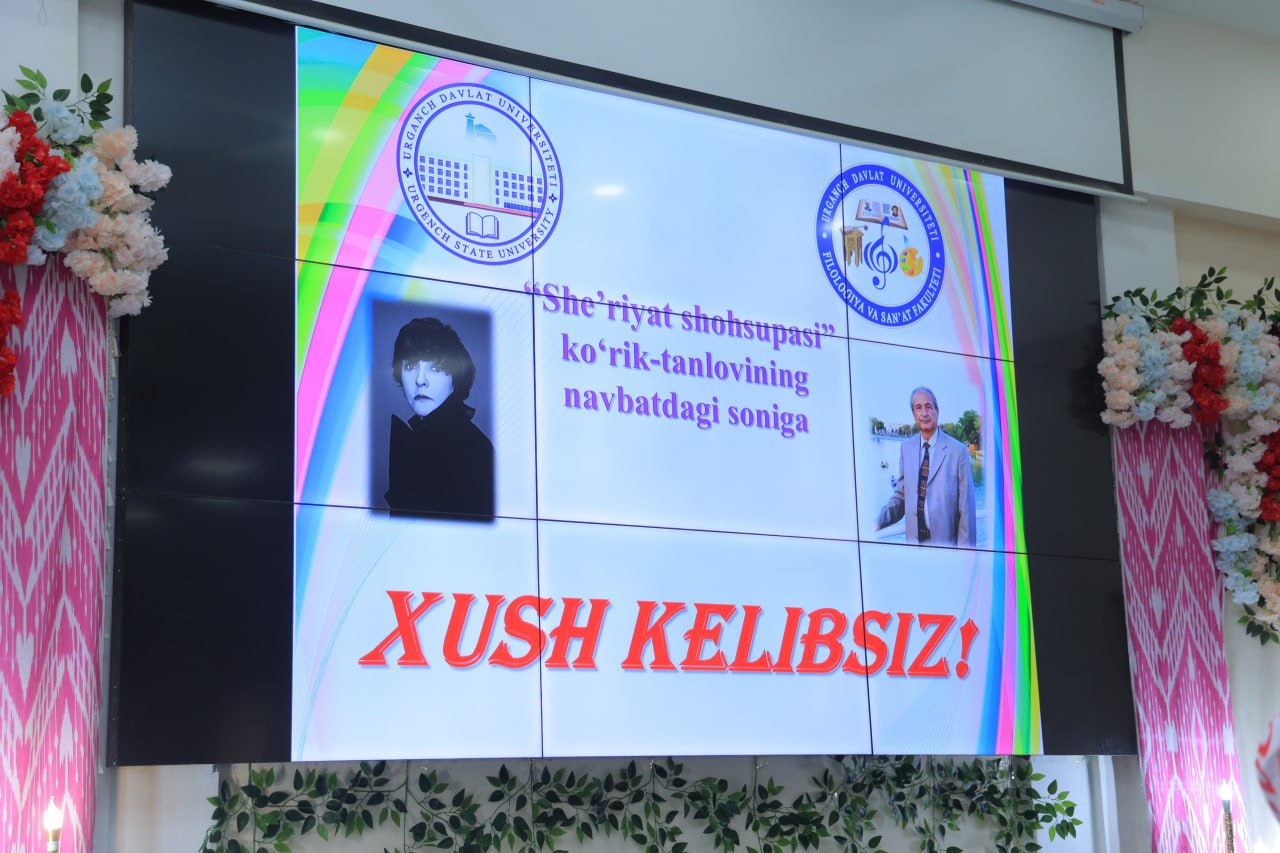 URGANCH DAVLAT UNIVERSITETI
URGENCH STATE UNIVERSITY
URGANCH DAVLAT UNIVERSITETI
FILOLOGIYA VA SAN'AT FAKULTETI
“She’riyat shohsupasi”
ko‘rik-tanlovining
navbatdagi soniga
XUSH KELIBSIZ!